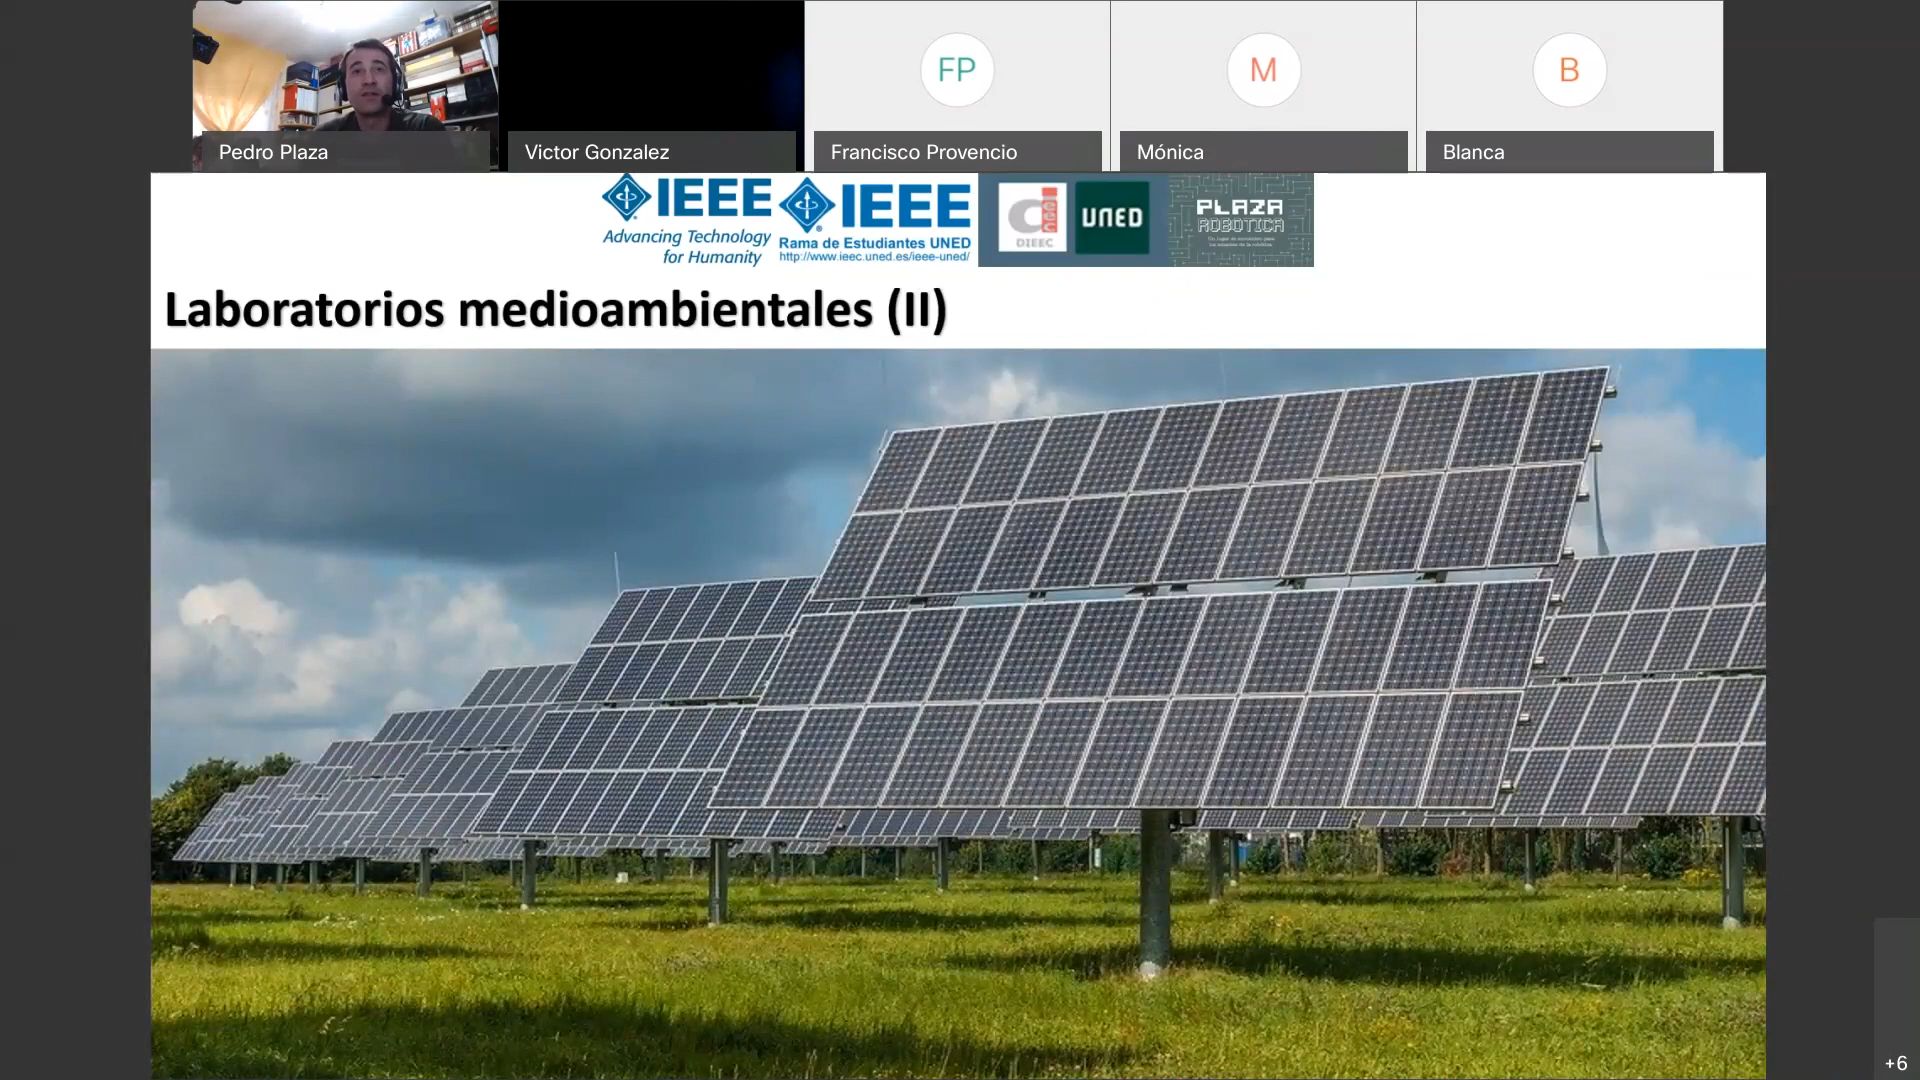 FP
M
B
Pedro Plaza
Victor Gonzalez
Francisco Provencio
Mónica
Blanca
IEEE
Advancing Technology
for Humanity
IEEE
Rama de Estudiantes UNED
http://www.ieec.uned.es/ieee-uned/
ieec
DIEEC
UNED
PLAZA
ROBOTICA
Laboratorios medioambientales (II)
+6